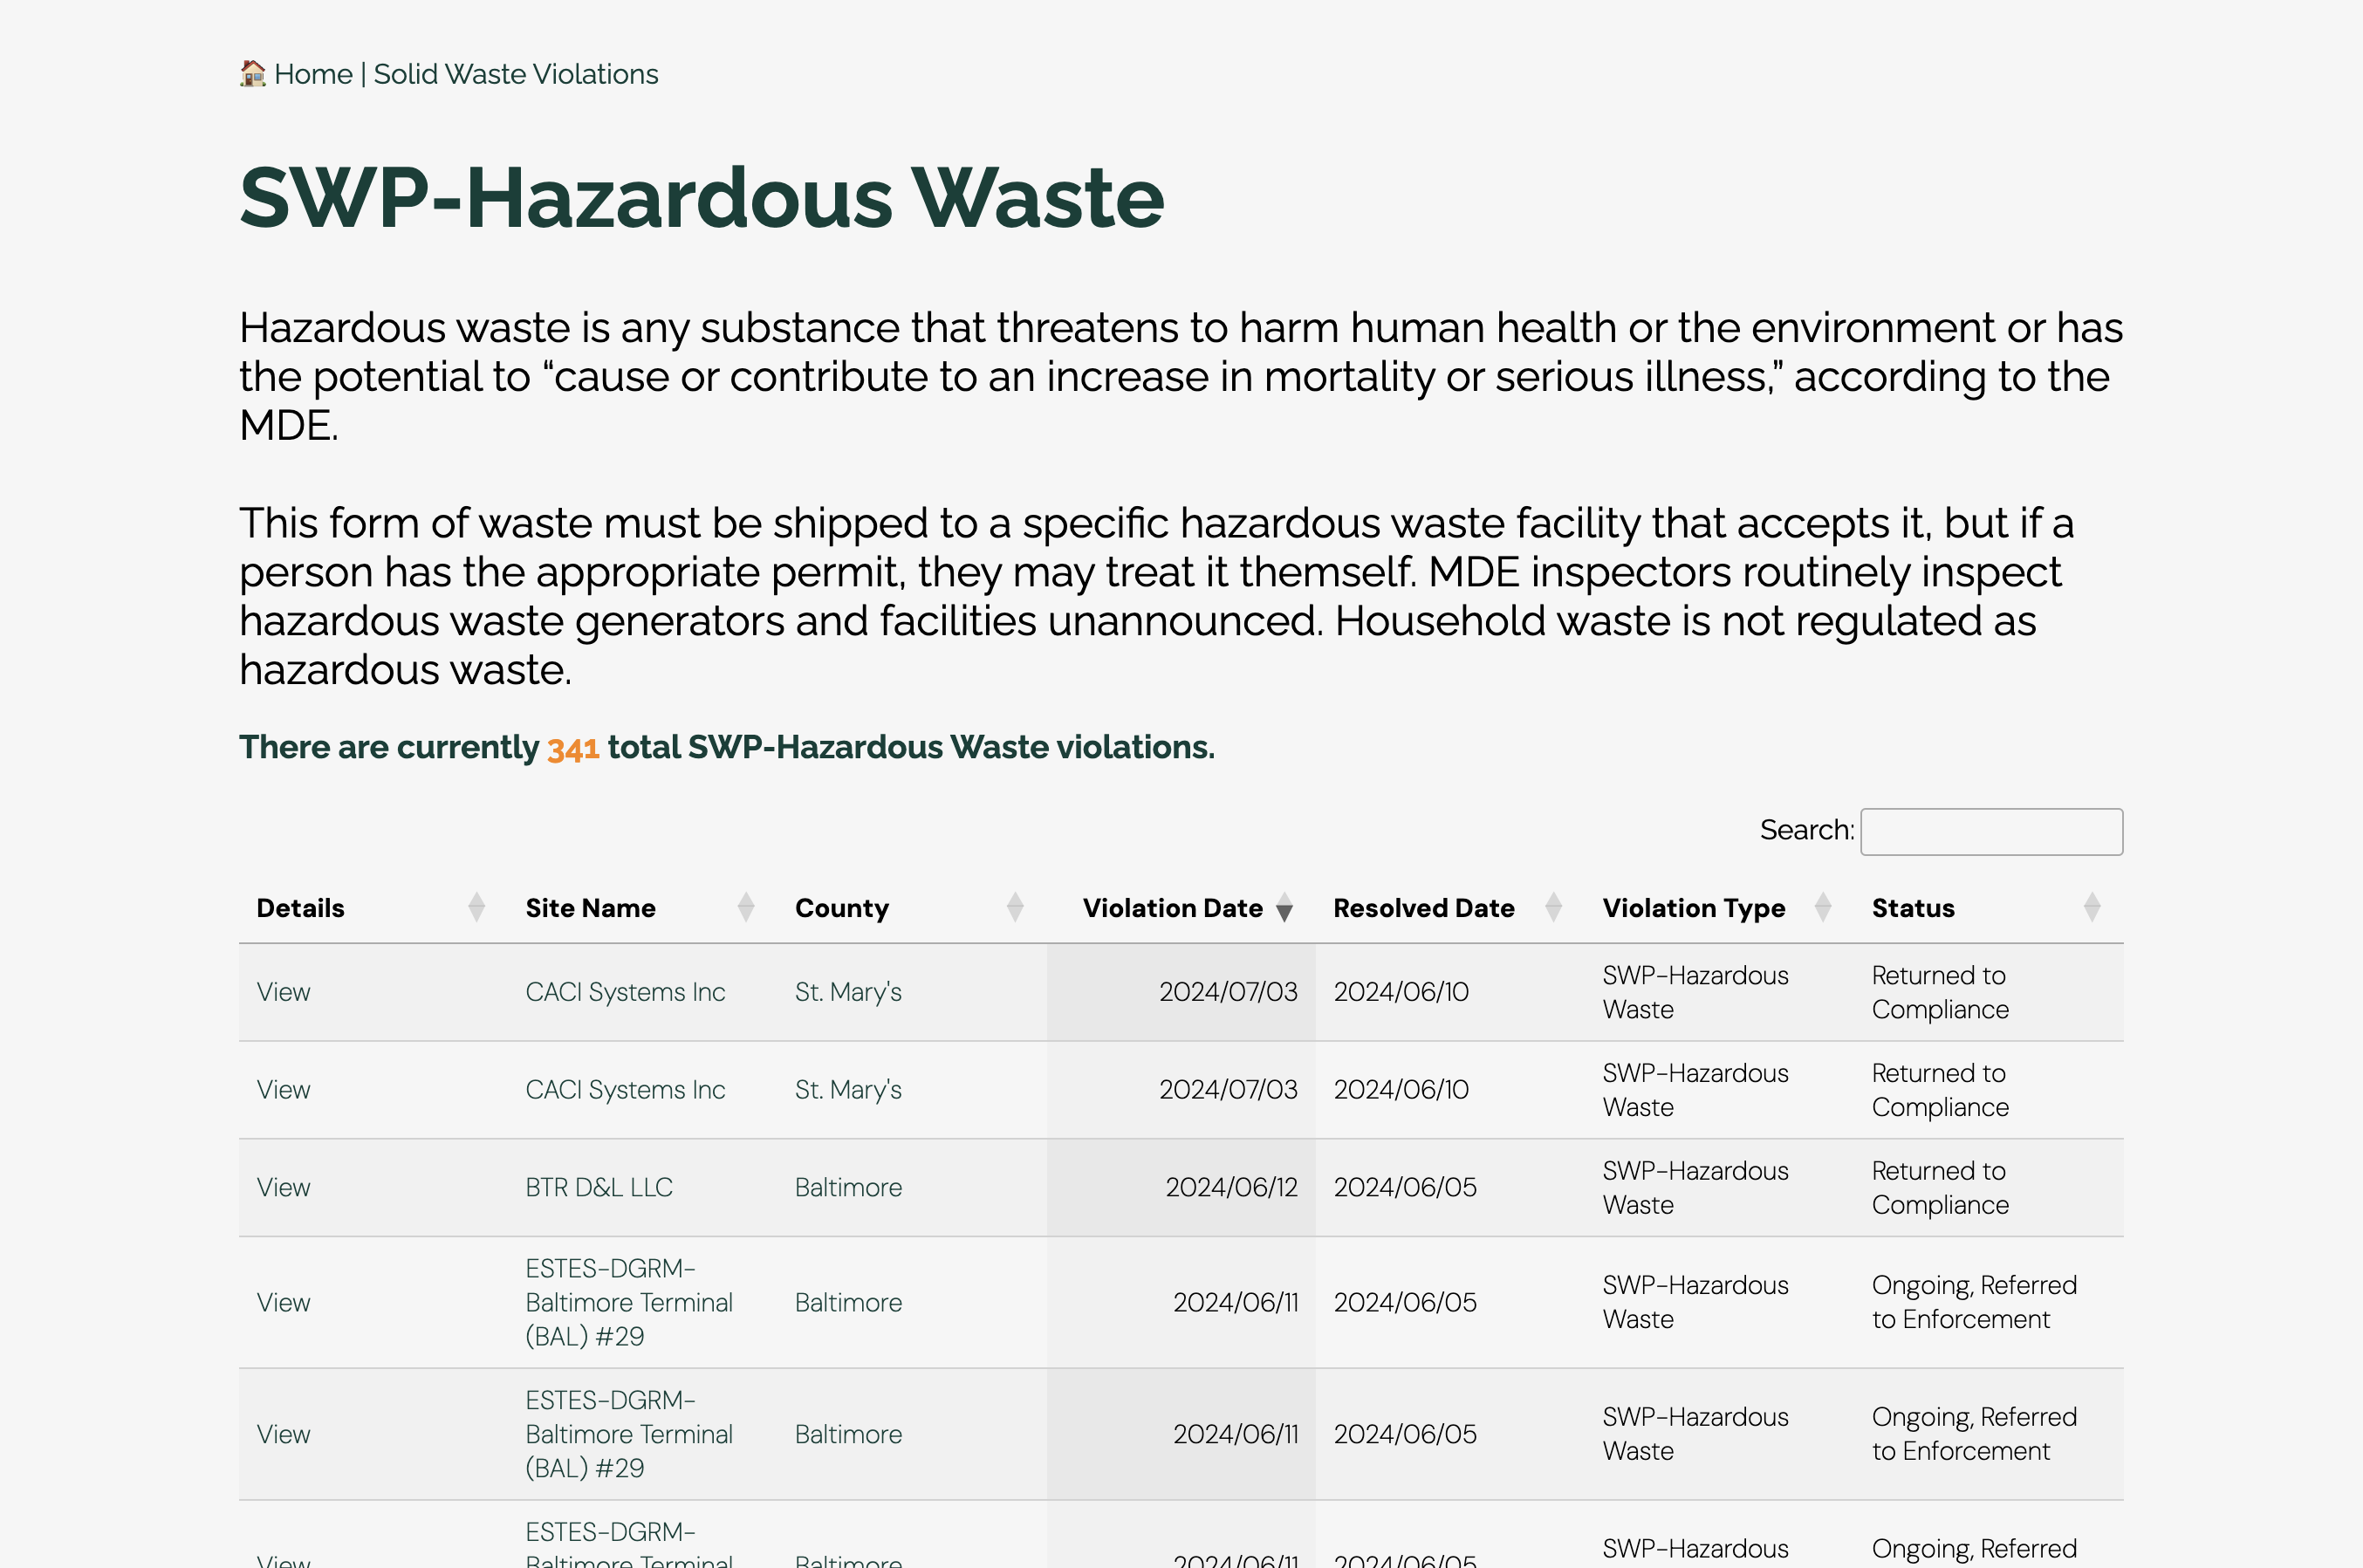 🏠 Home | Solid Waste Violations
SWP-Hazardous Waste
Hazardous waste is any substance that threatens to harm human health or the environment or has
the potential to “cause or contribute to an increase in mortality or serious illness,” according to the
MDE.
This form of waste must be shipped to a specific hazardous waste facility that accepts it, but if a
person has the appropriate permit, they may treat it themself. MDE inspectors routinely inspect
hazardous waste generators and facilities unannounced. Household waste is not regulated as
hazardous waste.
There are currently 341 total SWP-Hazardous Waste violations.
Search:
Details Site Name County Violation Date Resolved Date Violation Type Status
View CACI Systems Inc St. Mary's 2024/07/03 2024/06/10 SWP-Hazardous Waste Returned to Compliance
View CACI Systems Inc St. Mary's 2024/07/03 2024/06/10 SWP-Hazardous Waste Returned to Compliance
View BTR D&L LLC Baltimore 2024/06/12 2024/06/05 SWP-Hazardous Waste Returned to Compliance
View ESTES-DGRM-Baltimore Terminal (BAL) #29 Baltimore 2024/06/11 2024/06/05 SWP-Hazardous Waste Ongoing, Referred to Enforcement
View ESTES-DGRM-Baltimore Terminal (BAL) #29 Baltimore 2024/06/11 2024/06/05 SWP-Hazardous Waste Ongoing, Referred to Enforcement
View ESTES-DGRM-Baltimore Terminal Baltimore 2024/06/11 2024/06/05 SWP-Hazardous Ongoing, Referred